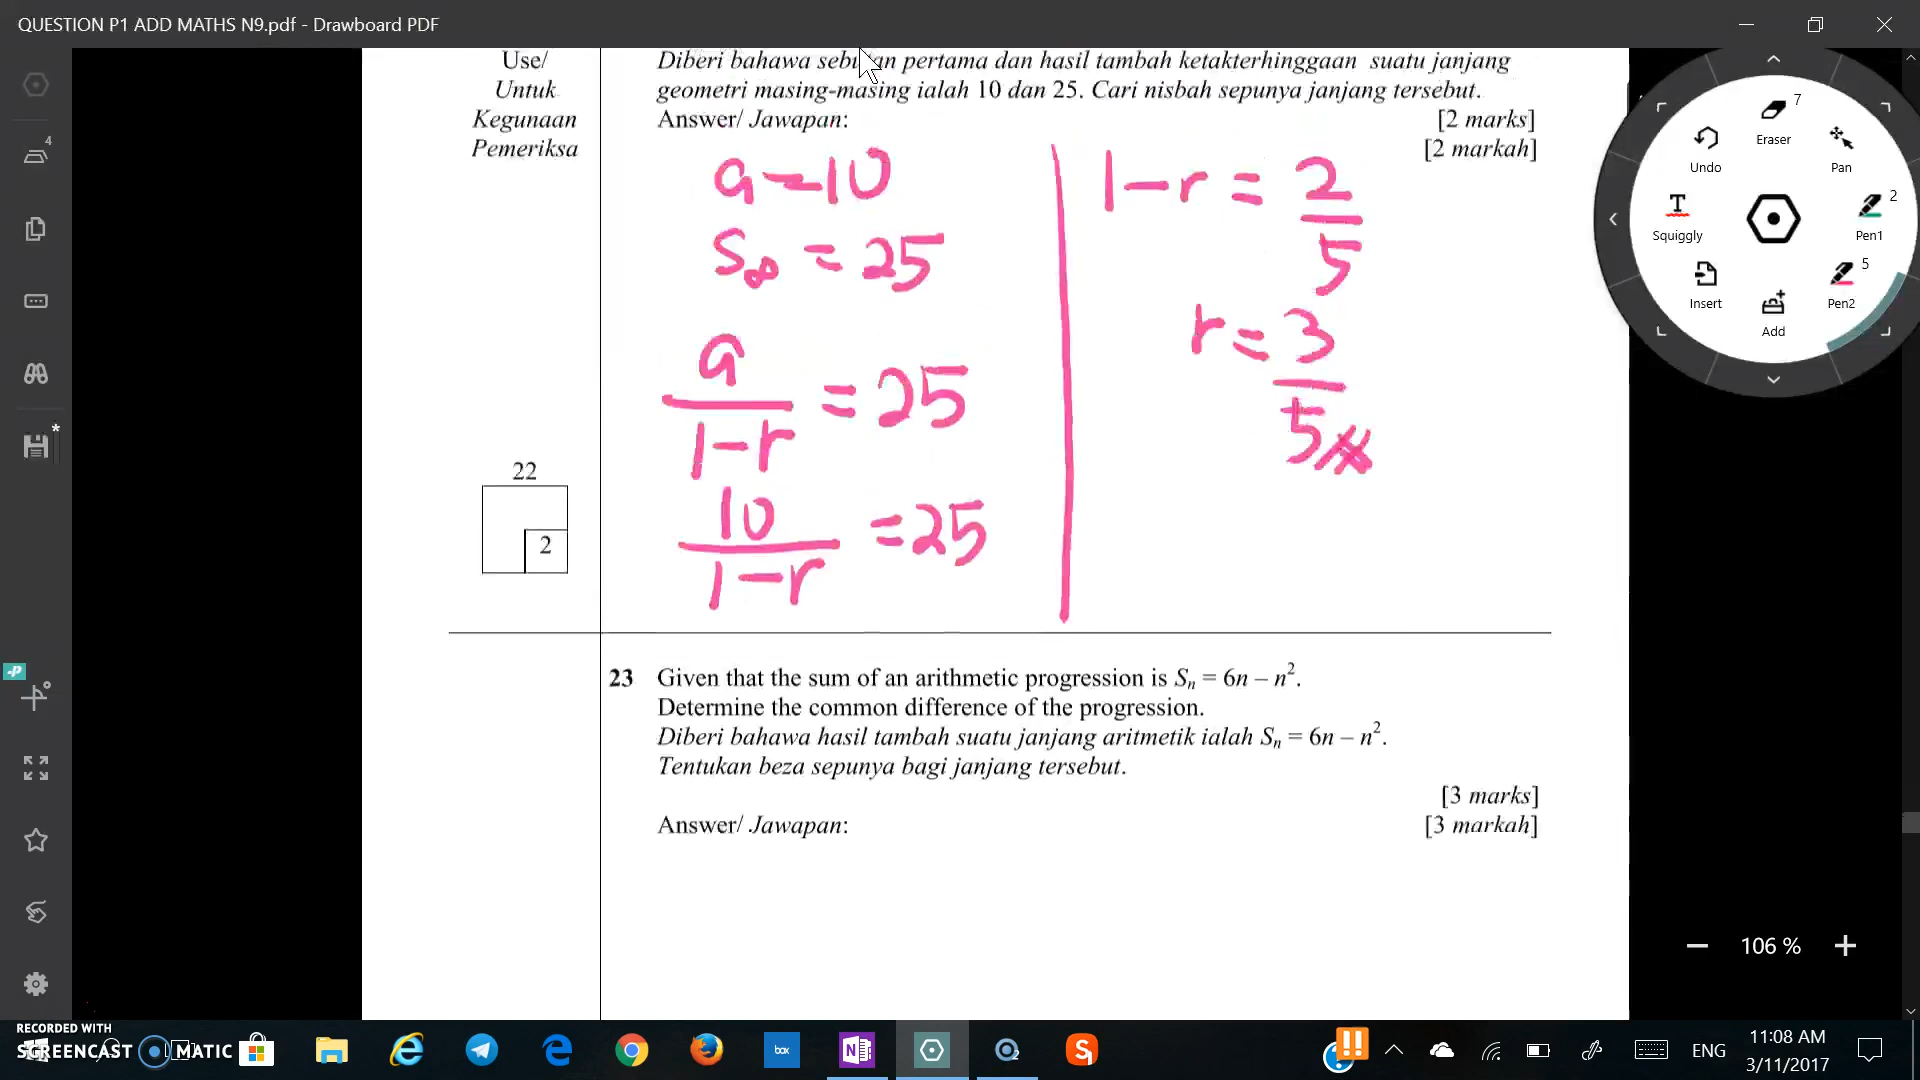 QUESTION P1 ADD MATHS N9.pdf - Drawboard PDF
Use/
Untuk
Kegunaan
Pemeriksa
Diberi bahawa sebutan pertama dan hasil tambah ketakterhinggaan suatu janjang
geometri masing-masing ialah 10 dan 25. Cari nisbah sepunya janjang tersebut.
Answer/ Jawapan:
[2 marks]
[2 markah]
a = 10
S∞ = 25
a/(1-r) = 25
10/(1-r) = 25
1-r = 2/5
r = 3/5
22
2
23 Given that the sum of an arithmetic progression is Sn = 6n – n².
Determine the common difference of the progression.
Diberi bahawa hasil tambah suatu janjang aritmetik ialah Sn = 6n – n².
Tentukan beza sepunya bagi janjang tersebut.
[3 marks]
Answer/ Jawapan:
[3 markah]
7
Eraser
Undo
Pan
T
Squiggly
2
Pen1
Insert
5
Pen2
Add
4
*
P
106 %
RECORDED WITH
SCREENCAST MATIC
box
N
S
ENG
11:08 AM
3/11/2017